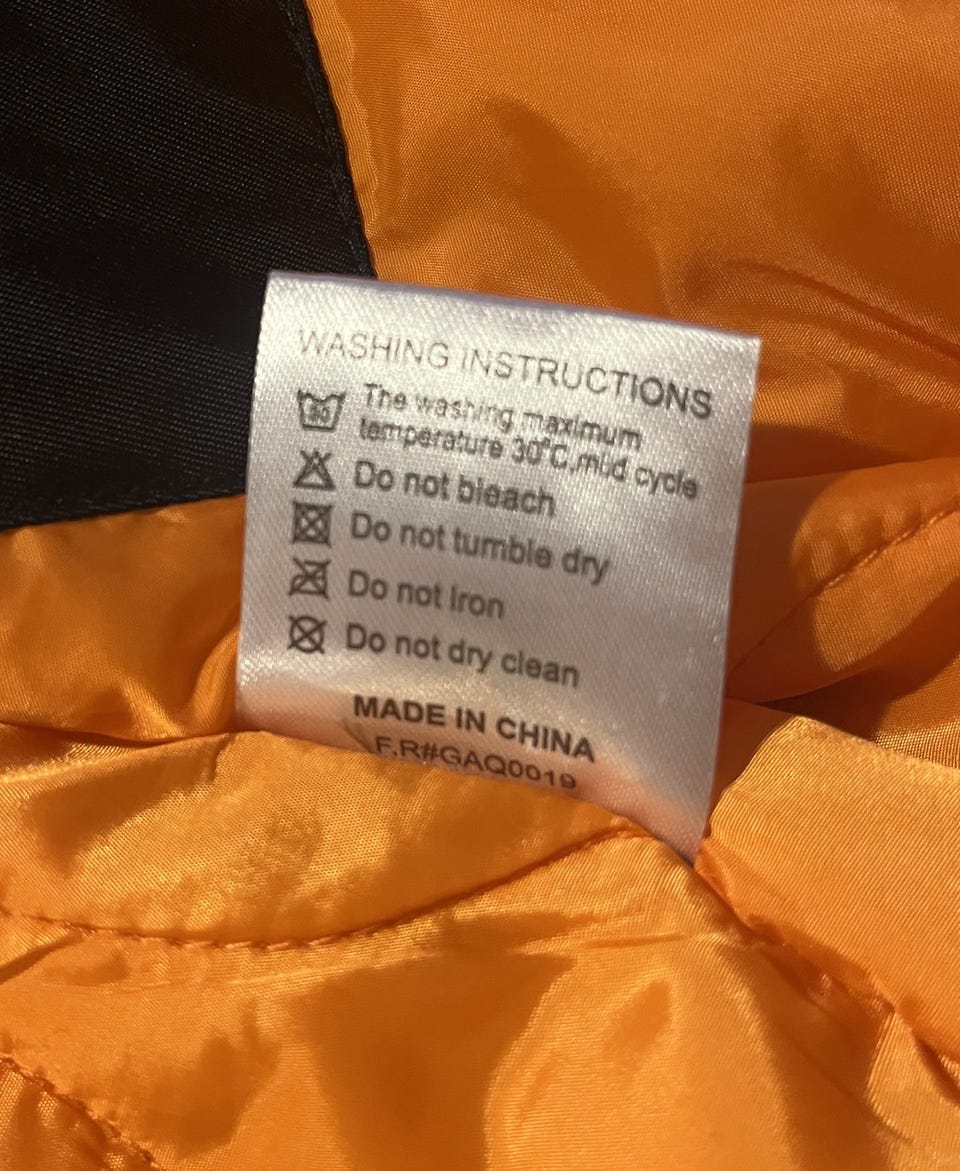 WASHING INSTRUCTIONS
30 The washing maximum
temperature 30°C.mild cycle
Do not bleach
Do not tumble dry
Do not Iron
Do not dry clean
MADE IN CHINA
F.R#GAQ0019